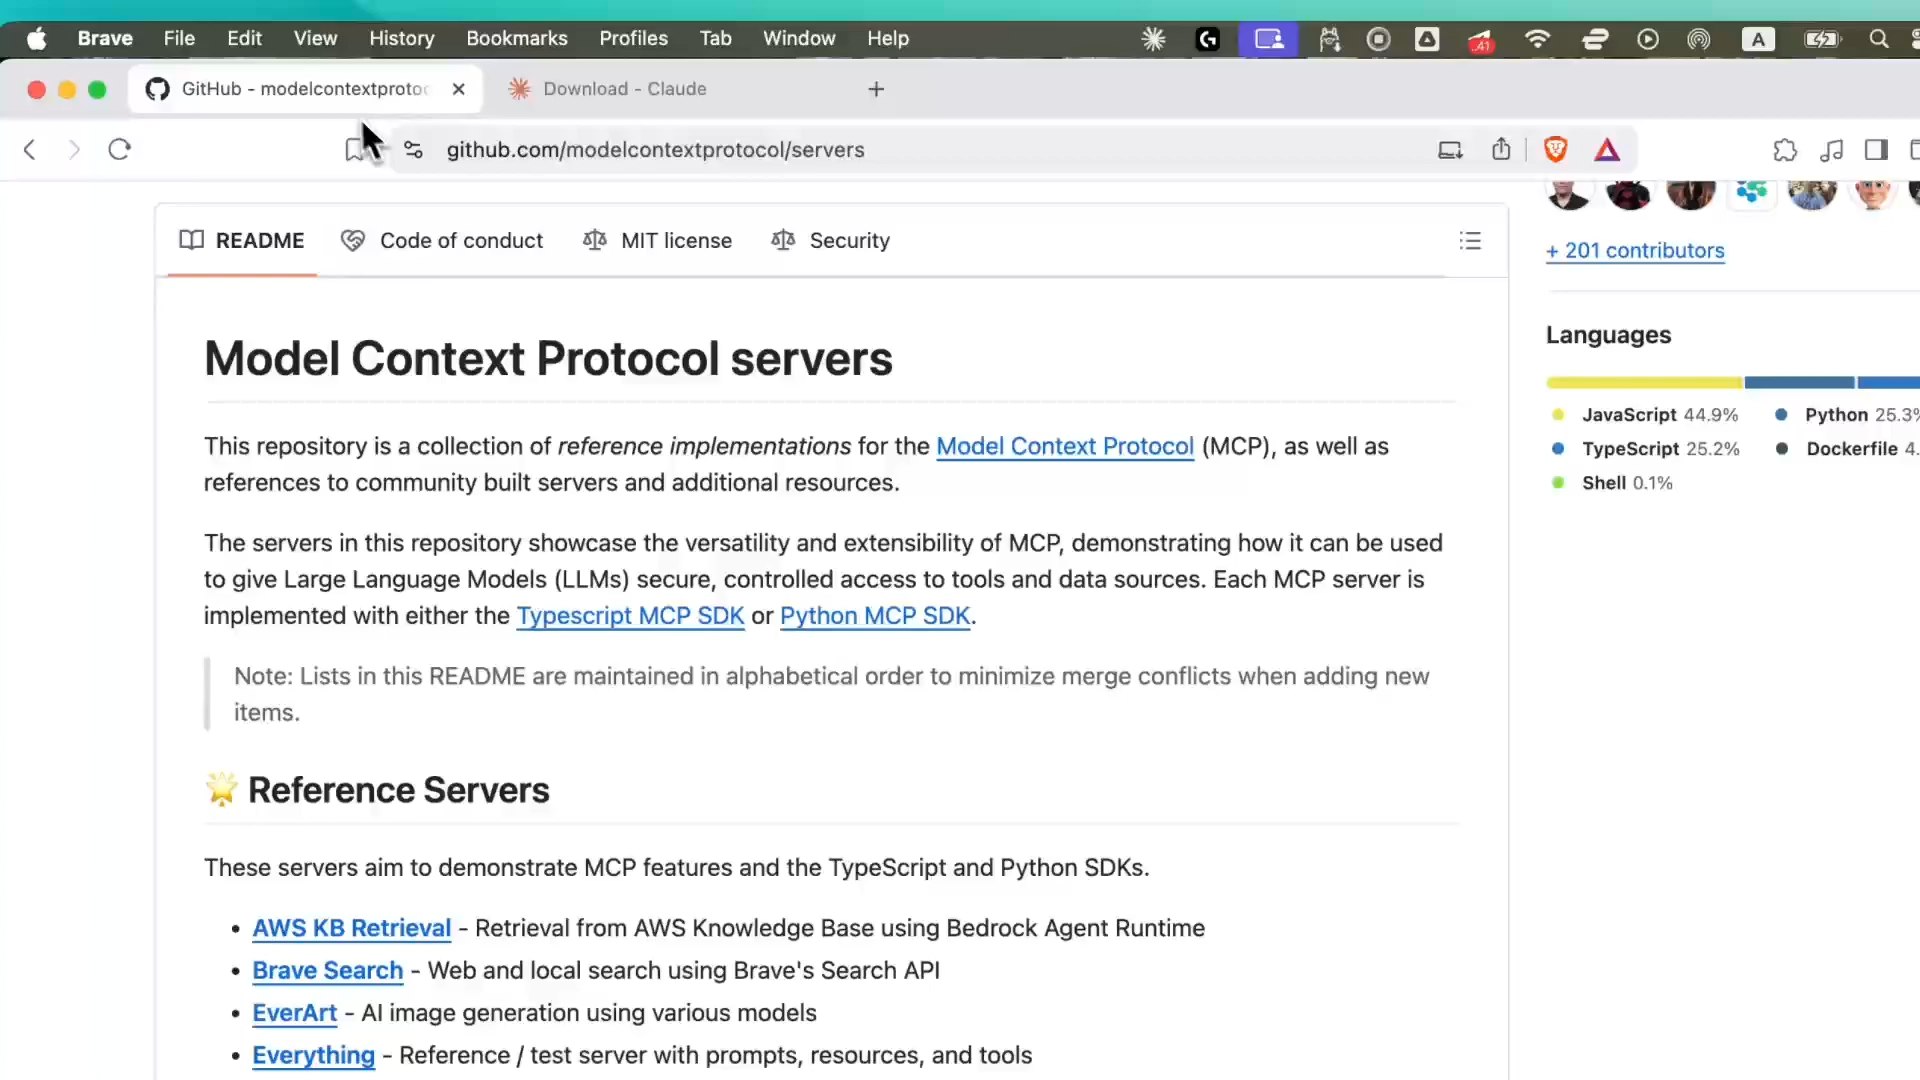 Brave File Edit View History Bookmarks Profiles Tab Window Help .41 A
GitHub - modelcontextprotoc Download - Claude
github.com/modelcontextprotocol/servers
README Code of conduct MIT license Security
+ 201 contributors
Languages
JavaScript 44.9% Python 25.3%
TypeScript 25.2% Dockerfile 4.
Shell 0.1%
Model Context Protocol servers
This repository is a collection of reference implementations for the Model Context Protocol (MCP), as well as
references to community built servers and additional resources.
The servers in this repository showcase the versatility and extensibility of MCP, demonstrating how it can be used
to give Large Language Models (LLMs) secure, controlled access to tools and data sources. Each MCP server is
implemented with either the Typescript MCP SDK or Python MCP SDK.
Note: Lists in this README are maintained in alphabetical order to minimize merge conflicts when adding new
items.
🌟 Reference Servers
These servers aim to demonstrate MCP features and the TypeScript and Python SDKs.
• AWS KB Retrieval - Retrieval from AWS Knowledge Base using Bedrock Agent Runtime
• Brave Search - Web and local search using Brave's Search API
• EverArt - AI image generation using various models
• Everything - Reference / test server with prompts, resources, and tools